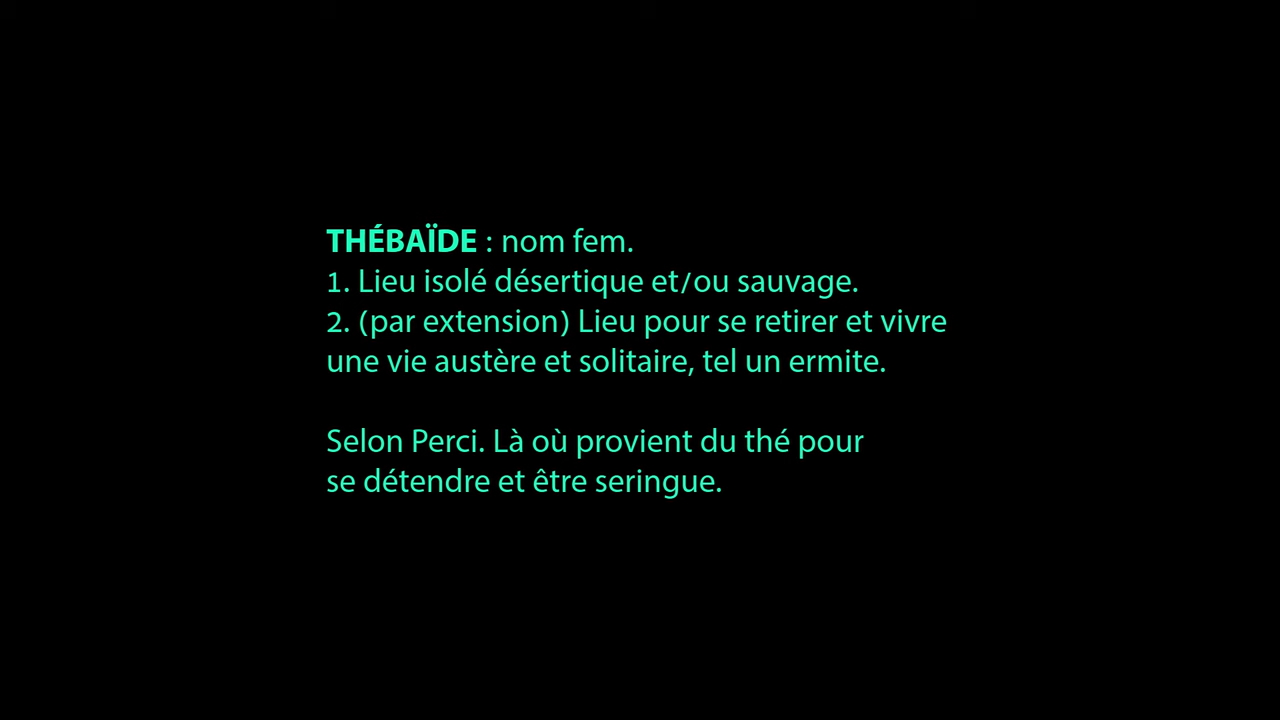 THÉBAÏDE : nom fem.
1. Lieu isolé désertique et/ou sauvage.
2. (par extension) Lieu pour se retirer et vivre
une vie austère et solitaire, tel un ermite.
Selon Perci. Là où provient du thé pour
se détendre et être seringue.